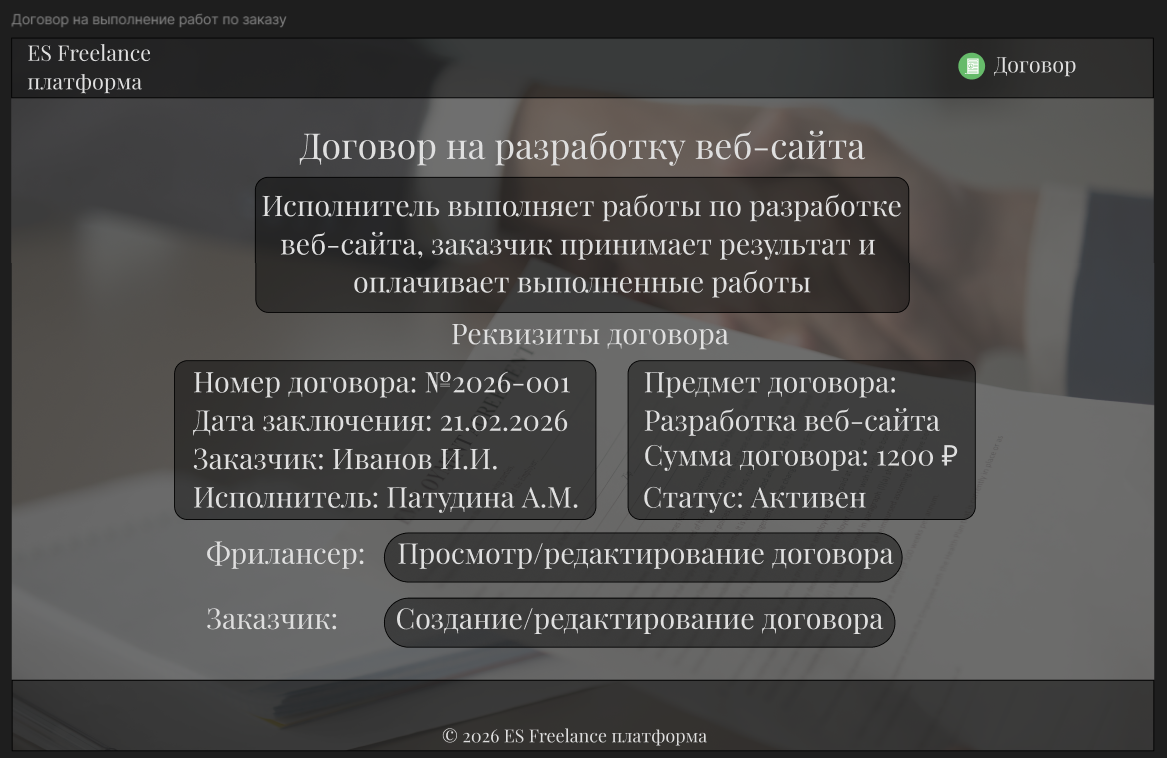 Договор на выполнение работ по заказу
ES Freelance
платформа
Договор
Договор на разработку веб-сайта
Исполнитель выполняет работы по разработке
веб-сайта, заказчик принимает результат и
оплачивает выполненные работы
Реквизиты договора
Номер договора: №2026-001
Дата заключения: 21.02.2026
Заказчик: Иванов И.И.
Исполнитель: Патудина А.М.
Предмет договора:
Разработка веб-сайта
Сумма договора: 1200 ₽
Статус: Активен
Фрилансер:
Просмотр/редактирование договора
Заказчик:
Создание/редактирование договора
© 2026 ES Freelance платформа